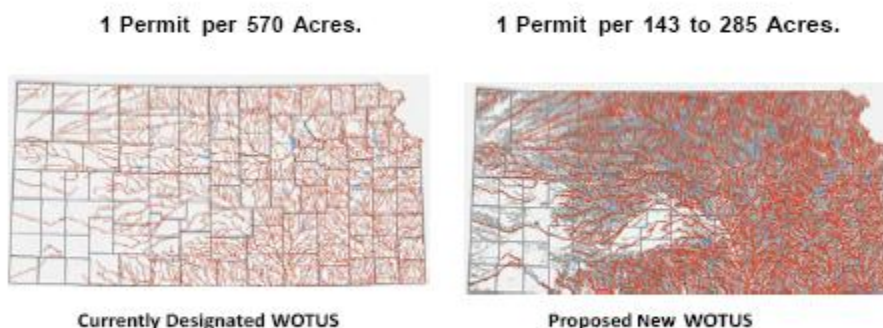 1 Permit per 570 Acres.
1 Permit per 143 to 285 Acres.
Currently Designated WOTUS
Proposed New WOTUS